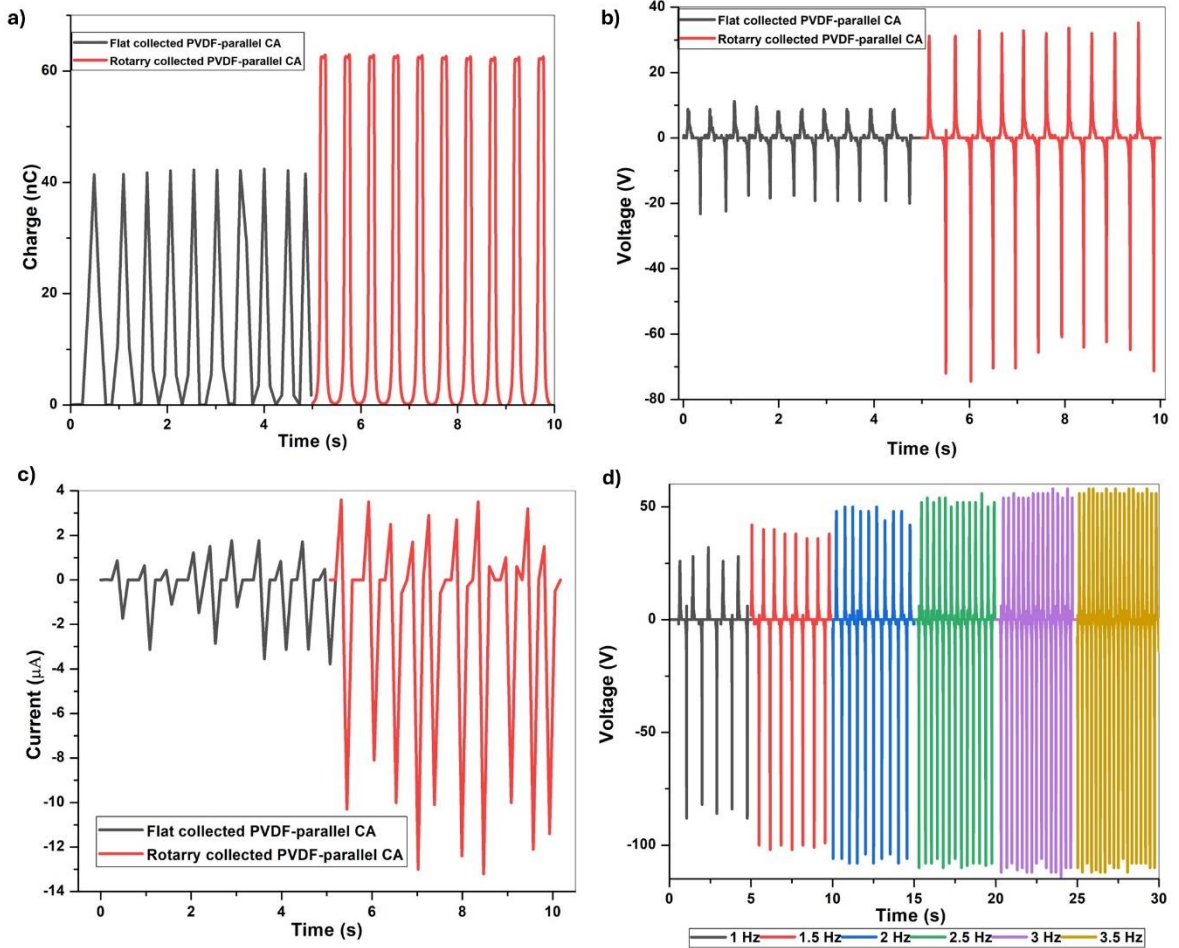 a)
Flat collected PVDF-parallel CA
Rotarry collected PVDF-parallel CA
60
40
20
0
Charge (nC)
0 2 4 6 8 10
Time (s)
b)
Flat collected PVDF-parallel CA
Rotarry collected PVDF-parallel CA
40
20
0
-20
-40
-60
-80
Voltage (V)
0 2 4 6 8 10
Time (s)
c)
4
2
0
-2
-4
-6
-8
-10
-12
-14
Current (μA)
Flat collected PVDF-parallel CA
Rotarry collected PVDF-parallel CA
0 2 4 6 8 10
Time (s)
d)
50
0
-50
-100
Voltage (V)
0 5 10 15 20 25 30
Time (s)
1 Hz 1.5 Hz 2 Hz 2.5 Hz 3 Hz 3.5 Hz